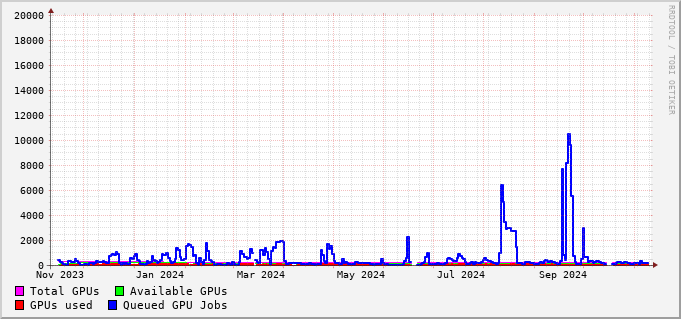 20000
18000
16000
14000
12000
10000
8000
6000
4000
2000
0
Nov 2023 Jan 2024 Mar 2024 May 2024 Jul 2024 Sep 2024
Total GPUs Available GPUs
GPUs used Queued GPU Jobs
RRDTOOL / TOBI OETIKER